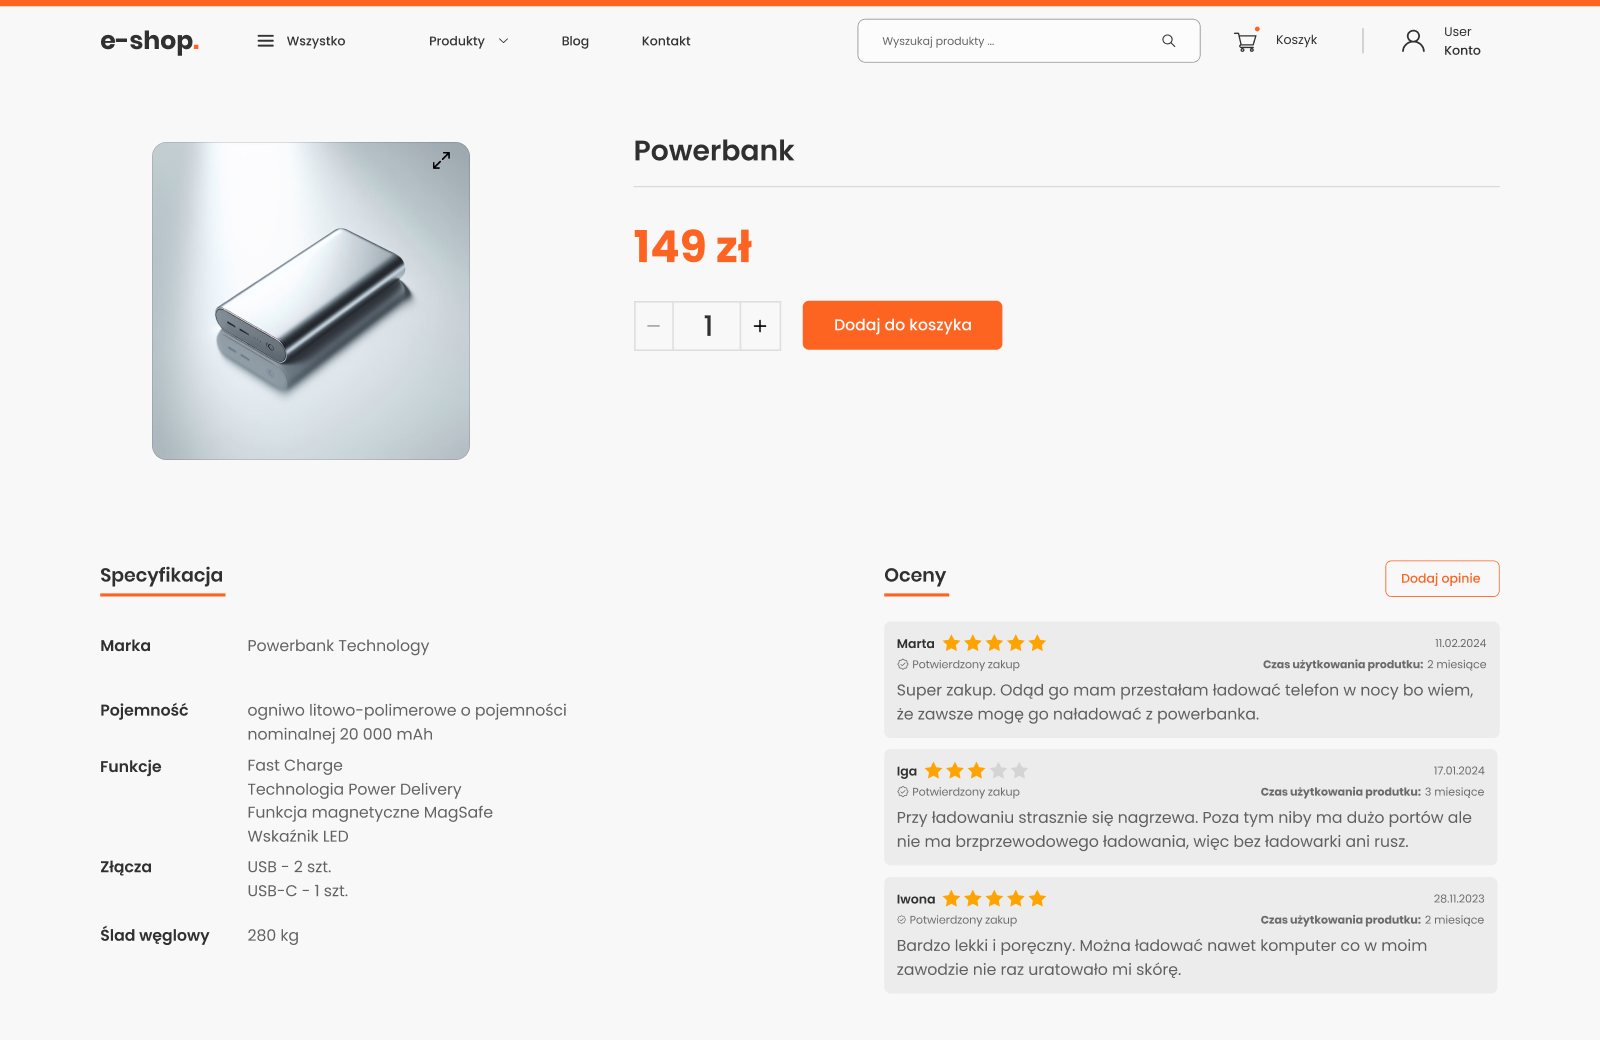 e-shop.
Wszystko
Produkty
Blog
Kontakt
Wyszukaj produkty ...
Koszyk
User
Konto
Powerbank
149 zł
1
Dodaj do koszyka
Specyfikacja
Marka
Powerbank Technology
Pojemność
ogniwo litowo-polimerowe o pojemności
nominalnej 20 000 mAh
Funkcje
Fast Charge
Technologia Power Delivery
Funkcja magnetyczne MagSafe
Wskaźnik LED
Złącza
USB - 2 szt.
USB-C - 1 szt.
Ślad węglowy
280 kg
Oceny
Dodaj opinie
Marta
11.02.2024
Potwierdzony zakup
Czas użytkowania produtku: 2 miesiące
Super zakup. Odąd go mam przestałam ładować telefon w nocy bo wiem,
że zawsze mogę go naładować z powerbanka.
Iga
17.01.2024
Potwierdzony zakup
Czas użytkowania produtku: 3 miesiące
Przy ładowaniu strasznie się nagrzewa. Poza tym niby ma dużo portów ale
nie ma brzprzewodowego ładowania, więc bez ładowarki ani rusz.
Iwona
28.11.2023
Potwierdzony zakup
Czas użytkowania produtku: 2 miesiące
Bardzo lekki i poręczny. Można ładować nawet komputer co w moim
zawodzie nie raz uratowało mi skórę.